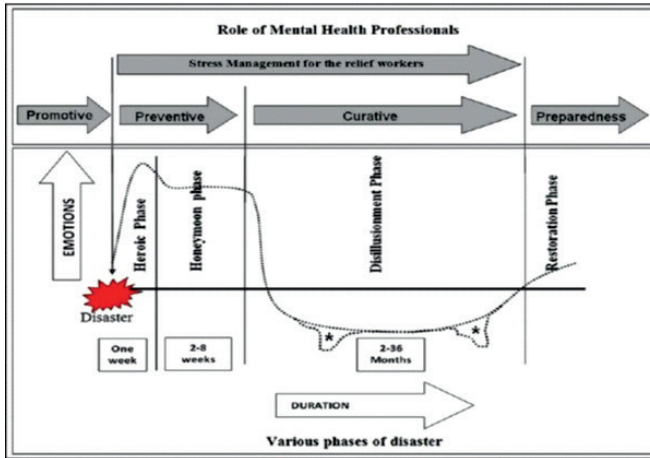 Role of Mental Health Professionals
Stress Management for the relief workers
Promotive
Preventive
Curative
Preparedness
EMOTIONS
Heroic Phase
Honeymoon phase
Disillusionment Phase
Restoration Phase
Disaster
*
*
One
week
2-8
weeks
2-36
Months
DURATION
Various phases of disaster